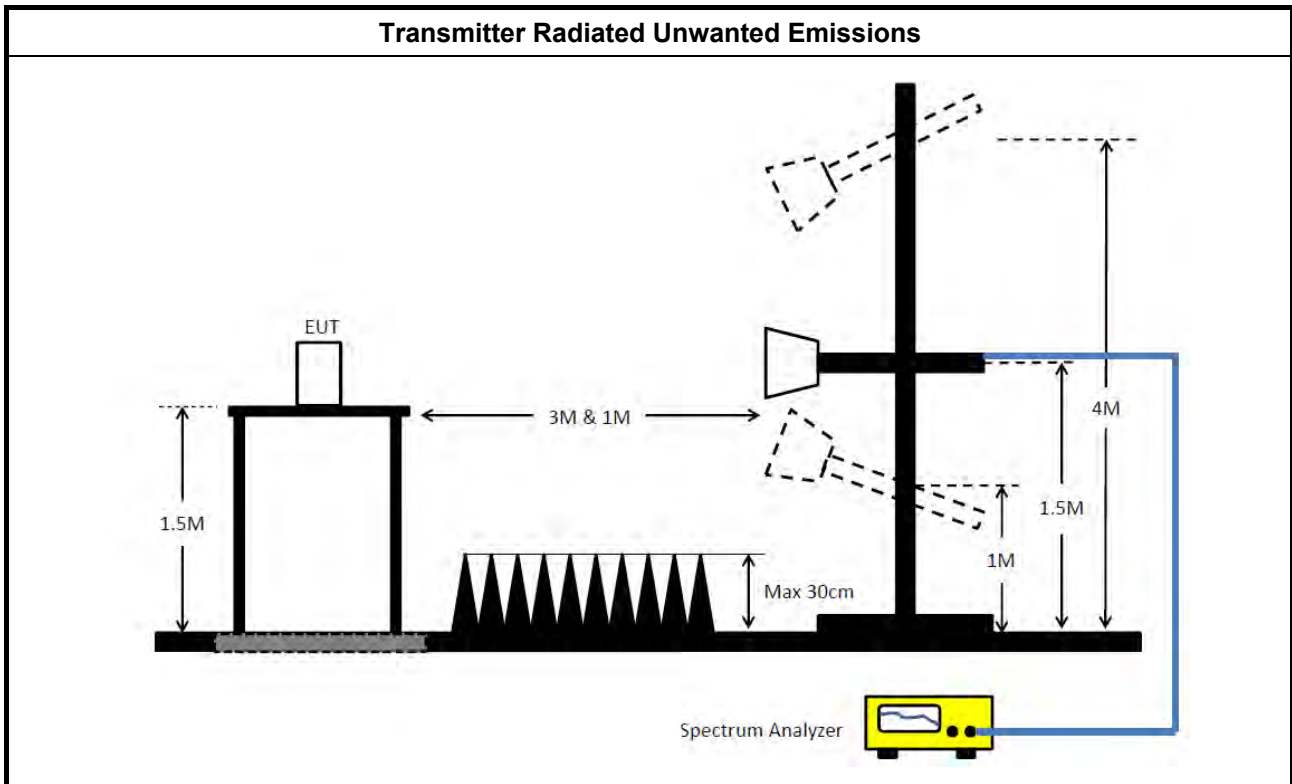 Transmitter Radiated Unwanted Emissions
EUT
3M & 1M
4M
1.5M
1.5M
1M
Max 30cm
Spectrum Analyzer